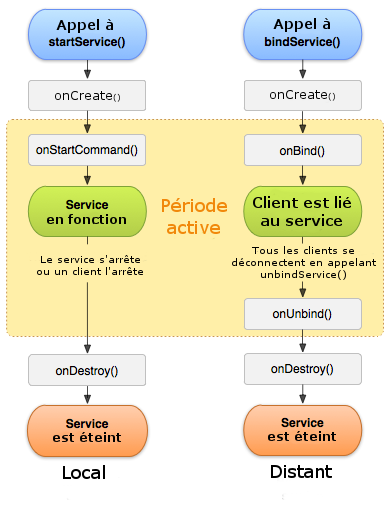 Appel à
startService()
onCreate()
onStartCommand()
Service
en fonction
Le service s'arrête
ou un client l'arrête
onDestroy()
Service
est éteint
Local
Période
active
Appel à
bindService()
onCreate()
onBind()
Client est lié
au service
Tous les clients se
déconnectent en appelant
unbindService()
onUnbind()
onDestroy()
Service
est éteint
Distant